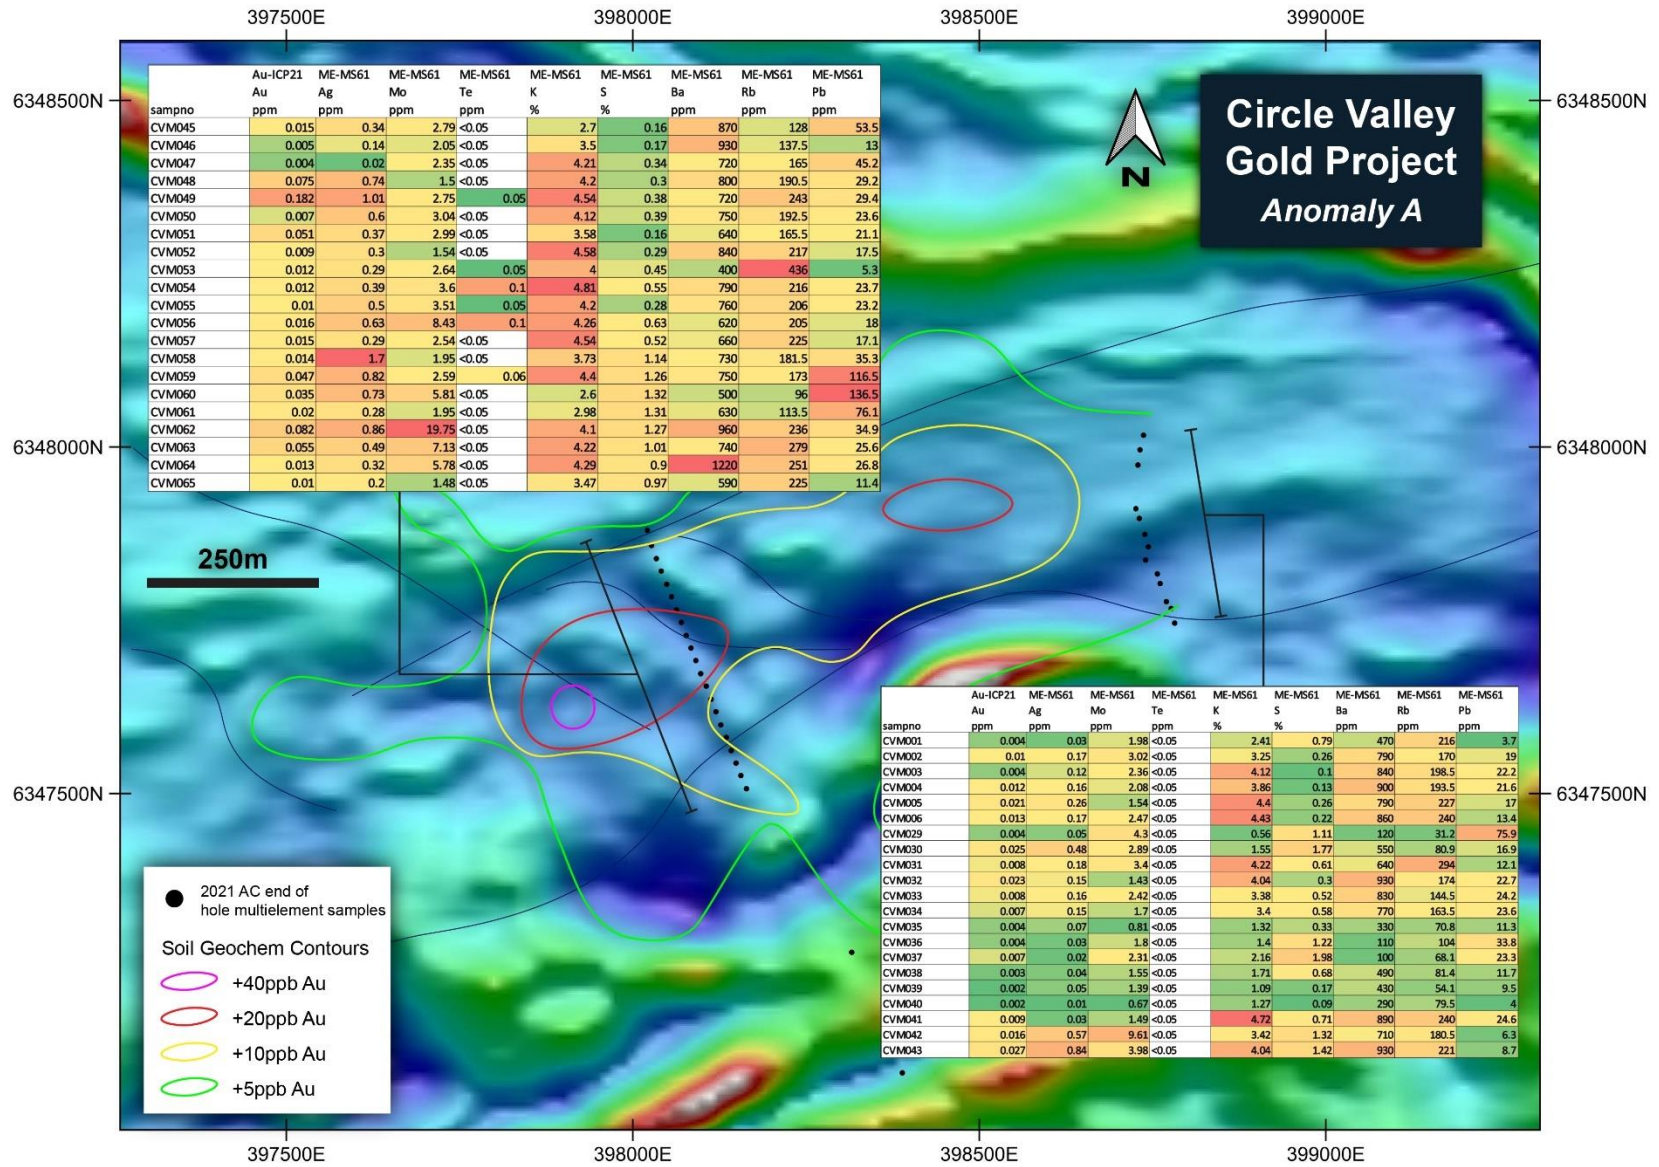 397500E 398000E 398500E 399000E
6348500N 6348500N
Circle Valley
Gold Project
Anomaly A
N
Au-ICP21 ME-MS61 ME-MS61 ME-MS61 ME-MS61 ME-MS61 ME-MS61 ME-MS61 ME-MS61
Au Ag Mo Te K S Ba Rb Pb
sampno ppm ppm ppm ppm % % ppm ppm ppm
CVM045 0.015 0.34 2.79 <0.05 2.7 0.16 870 128 53.5
CVM046 0.005 0.14 2.05 <0.05 3.5 0.17 930 137.5 13
CVM047 0.004 0.02 2.35 <0.05 4.21 0.34 720 165 45.2
CVM048 0.075 0.74 1.5 <0.05 4.2 0.3 800 190.5 29.2
CVM049 0.182 1.01 2.75 0.05 4.54 0.38 720 243 29.4
CVM050 0.007 0.6 3.04 <0.05 4.12 0.39 750 192.5 23.6
CVM051 0.051 0.37 2.99 <0.05 3.58 0.16 640 165.5 21.1
CVM052 0.009 0.3 1.54 <0.05 4.58 0.29 840 217 17.5
CVM053 0.012 0.29 2.64 0.05 4 0.45 400 436 5.3
CVM054 0.012 0.39 3.6 0.1 4.81 0.55 790 216 23.7
CVM055 0.01 0.5 3.51 0.05 4.2 0.28 760 206 23.2
CVM056 0.016 0.63 8.43 0.1 4.26 0.63 620 205 18
CVM057 0.015 0.29 2.54 <0.05 4.54 0.52 660 225 17.1
CVM058 0.014 1.7 1.95 <0.05 3.73 1.14 730 181.5 35.3
CVM059 0.047 0.82 2.59 0.06 4.4 1.26 750 173 116.5
CVM060 0.035 0.73 5.81 <0.05 2.6 1.32 500 96 136.5
CVM061 0.02 0.28 1.95 <0.05 2.98 1.31 630 113.5 76.1
CVM062 0.082 0.86 19.75 <0.05 4.1 1.27 960 236 34.9
CVM063 0.055 0.49 7.13 <0.05 4.22 1.01 740 279 25.6
CVM064 0.013 0.32 5.78 <0.05 4.29 0.9 1220 251 26.8
CVM065 0.01 0.2 1.48 <0.05 3.47 0.97 590 225 11.4
6348000N 6348000N
250m
Au-ICP21 ME-MS61 ME-MS61 ME-MS61 ME-MS61 ME-MS61 ME-MS61 ME-MS61 ME-MS61
Au Ag Mo Te K S Ba Rb Pb
sampno ppm ppm ppm ppm % % ppm ppm ppm
CVM001 0.004 0.03 1.98 <0.05 2.41 0.79 470 216 3.7
CVM002 0.01 0.17 3.02 <0.05 3.25 0.26 790 170 19
CVM003 0.004 0.12 2.36 <0.05 4.12 0.1 840 198.5 22.2
CVM004 0.012 0.16 2.08 <0.05 3.86 0.13 900 193.5 21.6
CVM005 0.021 0.26 1.54 <0.05 4.4 0.26 790 227 17
CVM006 0.013 0.17 2.47 <0.05 4.43 0.22 860 240 13.4
CVM029 0.004 0.05 4.3 <0.05 0.56 1.11 120 31.2 75.9
CVM030 0.025 0.48 2.89 <0.05 1.55 1.77 550 80.9 16.9
CVM031 0.008 0.18 3.4 <0.05 4.22 0.61 640 294 12.1
CVM032 0.023 0.15 1.43 <0.05 4.04 0.3 930 174 22.7
CVM033 0.008 0.16 2.42 <0.05 3.38 0.52 830 144.5 24.2
CVM034 0.007 0.15 1.7 <0.05 3.4 0.58 770 163.5 23.6
CVM035 0.004 0.07 0.81 <0.05 1.32 0.33 330 70.8 11.3
CVM036 0.004 0.03 1.8 <0.05 1.4 1.22 110 104 33.8
CVM037 0.007 0.02 2.31 <0.05 2.16 1.98 100 68.1 23.3
CVM038 0.003 0.04 1.55 <0.05 1.71 0.68 490 81.4 11.7
CVM039 0.002 0.05 1.39 <0.05 1.09 0.17 430 54.1 9.5
CVM040 0.002 0.01 0.67 <0.05 1.27 0.09 290 79.5 4
CVM041 0.009 0.03 1.49 <0.05 4.72 0.71 890 240 24.6
CVM042 0.016 0.57 9.61 <0.05 3.42 1.32 710 180.5 6.3
CVM043 0.027 0.84 3.98 <0.05 4.04 1.42 930 221 8.7
6347500N 6347500N
2021 AC end of
hole multielement samples
Soil Geochem Contours
+40ppb Au
+20ppb Au
+10ppb Au
+5ppb Au
397500E 398000E 398500E 399000E